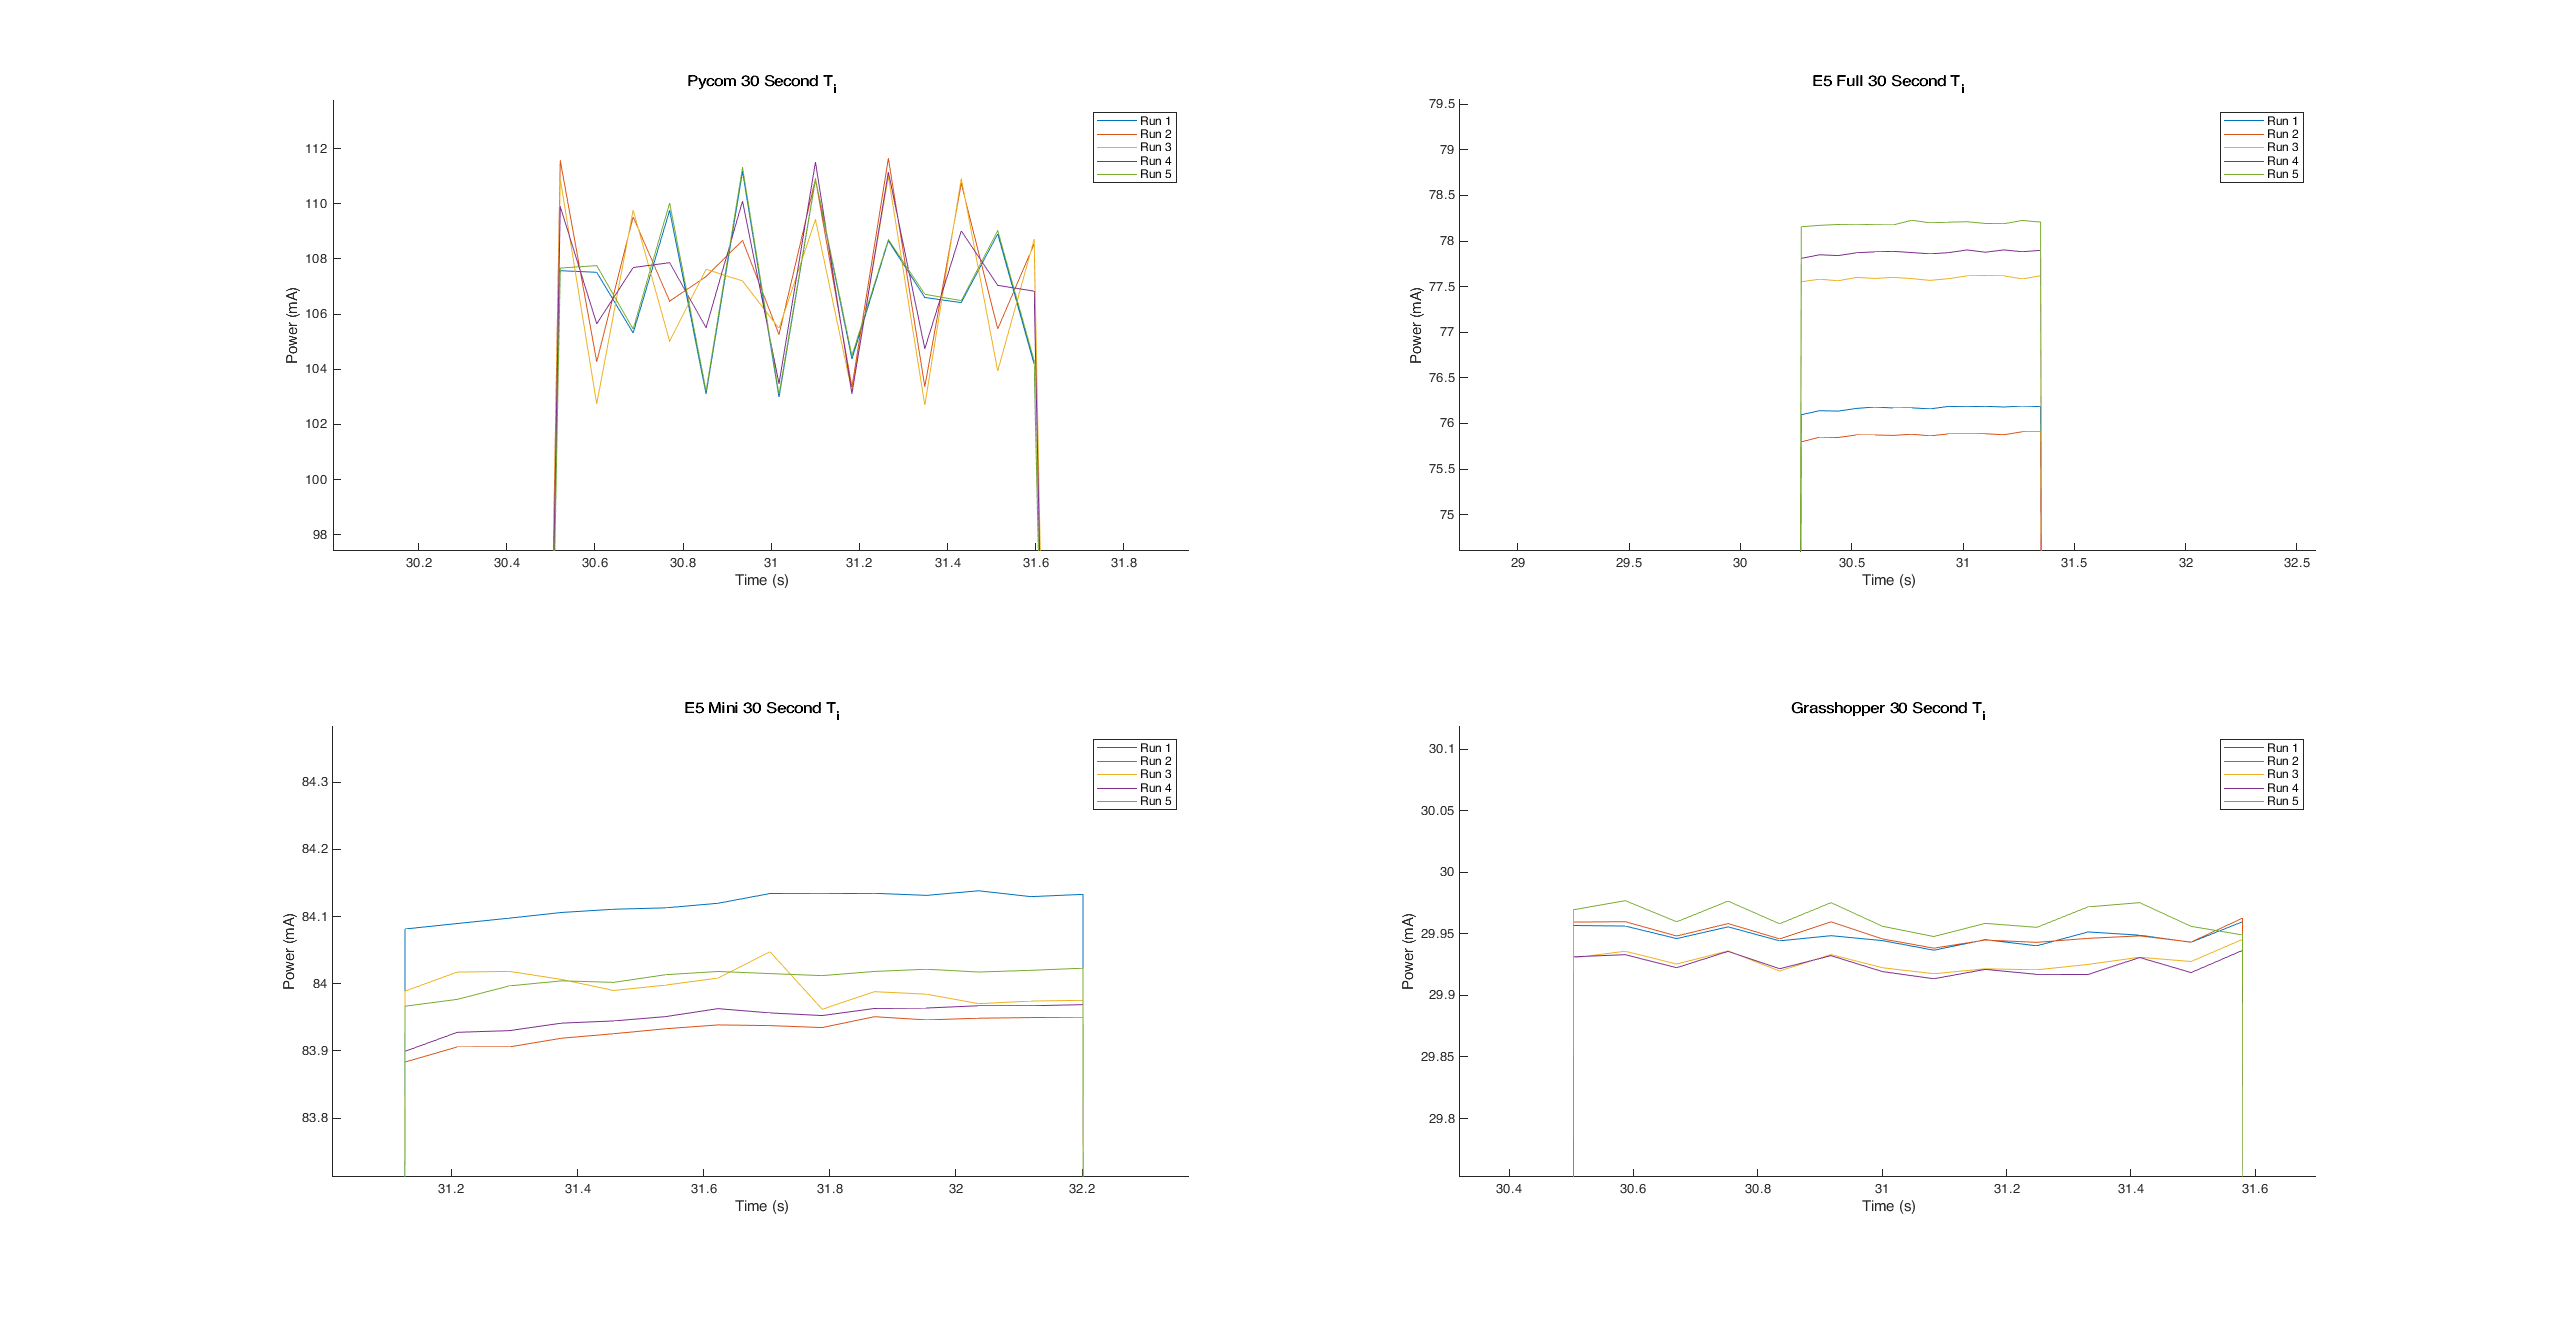 Pycom 30 Second Ti
Power (mA)
112
110
108
106
104
102
100
98
30.2 30.4 30.6 30.8 31 31.2 31.4 31.6 31.8
Time (s)
Run 1
Run 2
Run 3
Run 4
Run 5
E5 Full 30 Second Ti
Power (mA)
79.5
79
78.5
78
77.5
77
76.5
76
75.5
75
29 29.5 30 30.5 31 31.5 32 32.5
Time (s)
Run 1
Run 2
Run 3
Run 4
Run 5
E5 Mini 30 Second Ti
Power (mA)
84.3
84.2
84.1
84
83.9
83.8
31.2 31.4 31.6 31.8 32 32.2
Time (s)
Run 1
Run 2
Run 3
Run 4
Run 5
Grasshopper 30 Second Ti
Power (mA)
30.1
30.05
30
29.95
29.9
29.85
29.8
30.4 30.6 30.8 31 31.2 31.4 31.6
Time (s)
Run 1
Run 2
Run 3
Run 4
Run 5